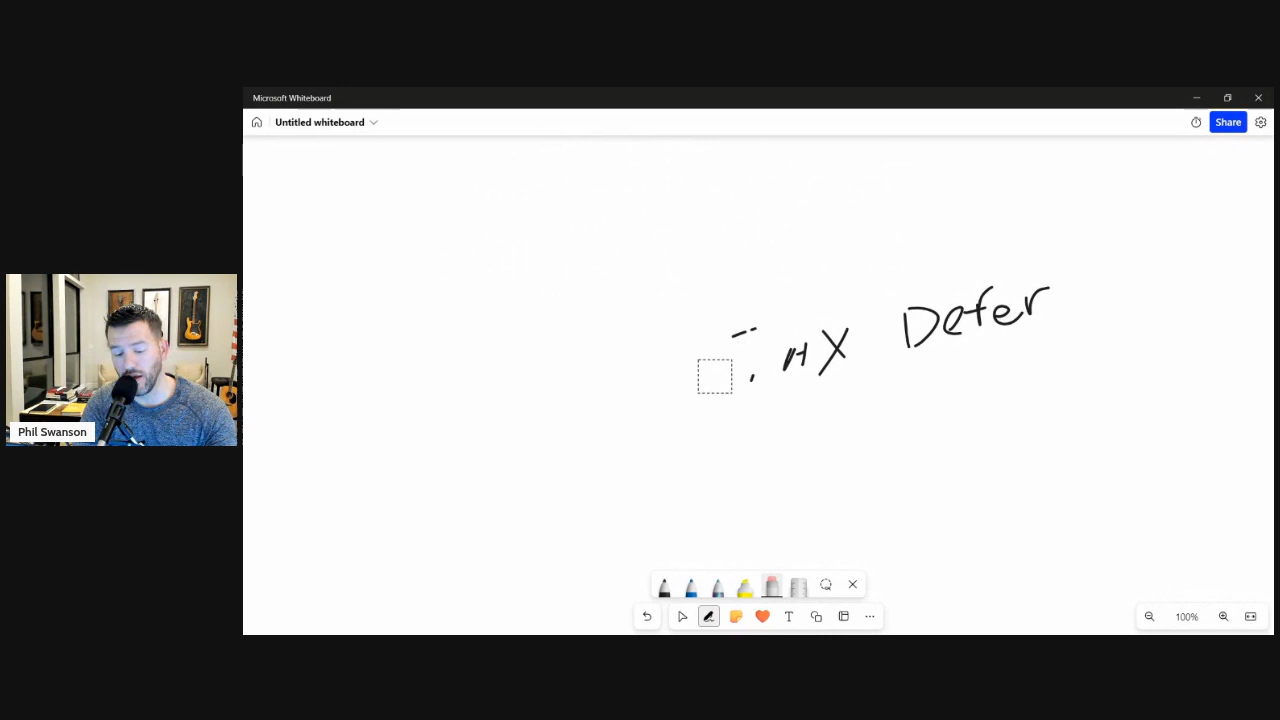 Microsoft Whiteboard
Untitled whiteboard
Share
Defer
Phil Swanson
100%